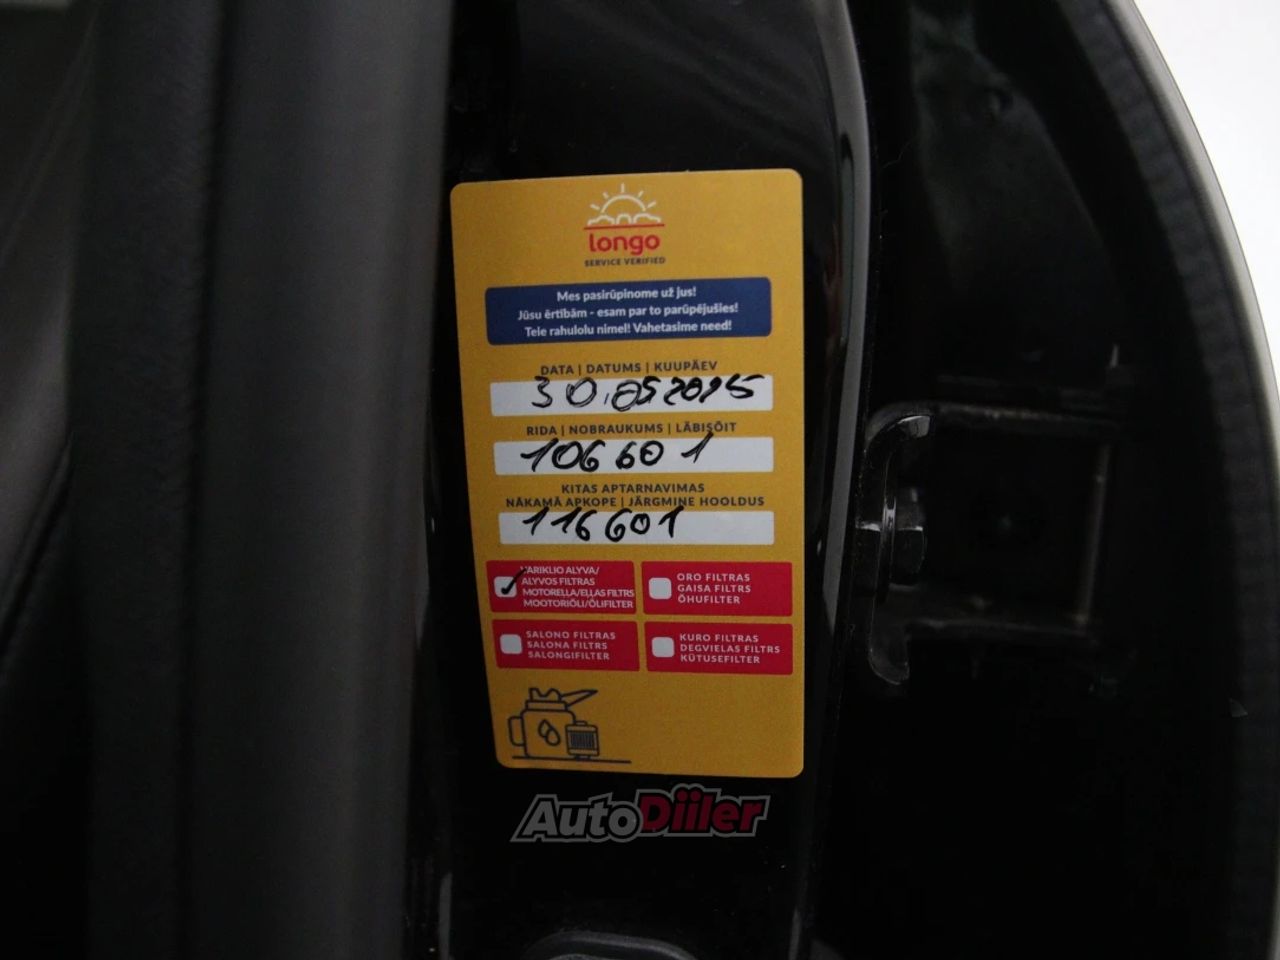 longo
SERVICE VERIFIED
Mes pasirūpinome už jus!
Jūsu ērtībām - esam par to parūpējušies!
Teie rahulolu nimel! Vahetasime need!
DATA | DATUMS | KUUPÄEV
30.052025
RIDA | NOBRAUKUMS | LÄBISÕIT
106601
KITAS APTARNAVIMAS
NĀKAMĀ APKOPE | JÄRGMINE HOOLDUS
116601
VARIKLIO ALYVA/
ALYVOS FILTRAS
MOTOREĻĻA/EĻĻAS FILTRS
MOOTORIÕLI/ÕLIFILTER
ORO FILTRAS
GAISA FILTRS
ÕHUFILTER
SALONO FILTRAS
SALONA FILTRS
SALONGIFILTER
KURO FILTRAS
DEGVIELAS FILTRS
KÜTUSEFILTER
AutoDiiler